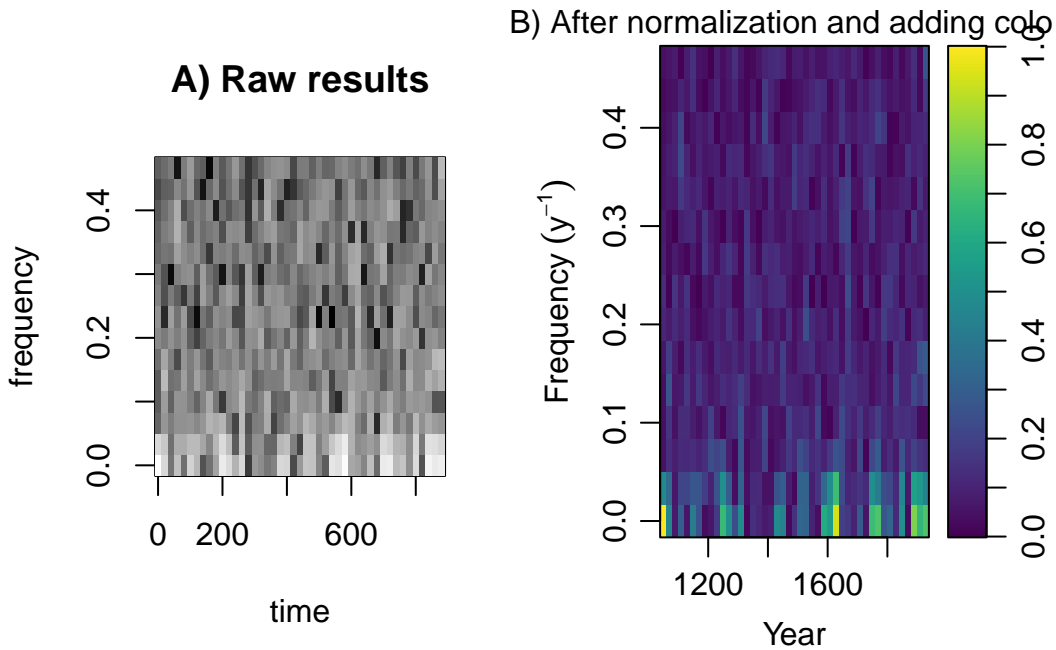 A) Raw results
frequency
0.4
0.2
0.0
0 200 600
time
B) After normalization and adding colo
Frequency (y⁻¹)
0.4
0.3
0.2
0.1
0.0
1200 1600
Year
1.0
0.8
0.6
0.4
0.2
0.0